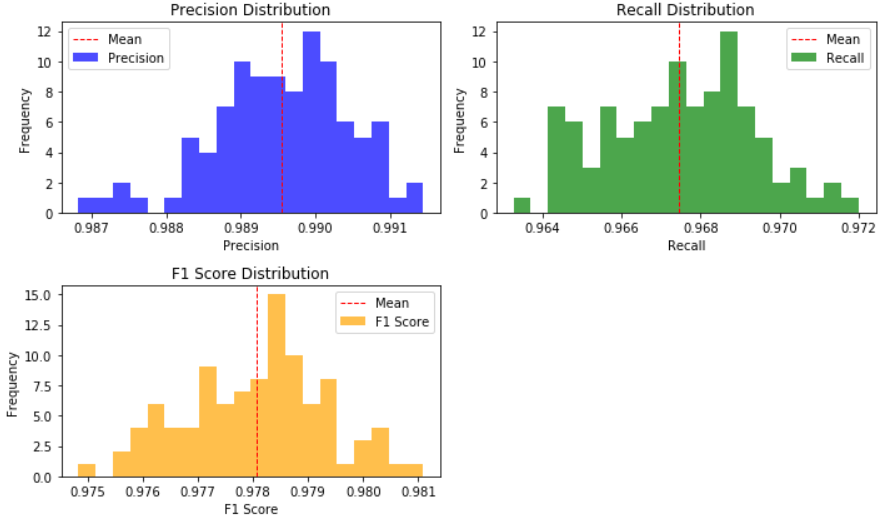 Precision Distribution
Frequency
12
10
8
6
4
2
0
Mean
Precision
0.987
0.988
0.989
0.990
0.991
Precision
Recall Distribution
Frequency
12
10
8
6
4
2
0
Mean
Recall
0.964
0.966
0.968
0.970
0.972
Recall
F1 Score Distribution
Frequency
15.0
12.5
10.0
7.5
5.0
2.5
0.0
Mean
F1 Score
0.975
0.976
0.977
0.978
0.979
0.980
0.981
F1 Score